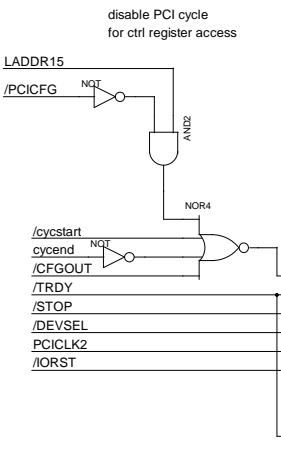 disable PCI cycle
for ctrl register access
LADDR15
/PCICFG
NOT
AND2
NOR4
/cycstart
cycend
NOT
/CFGOUT
/TRDY
/STOP
/DEVSEL
PCICLK2
/IORST